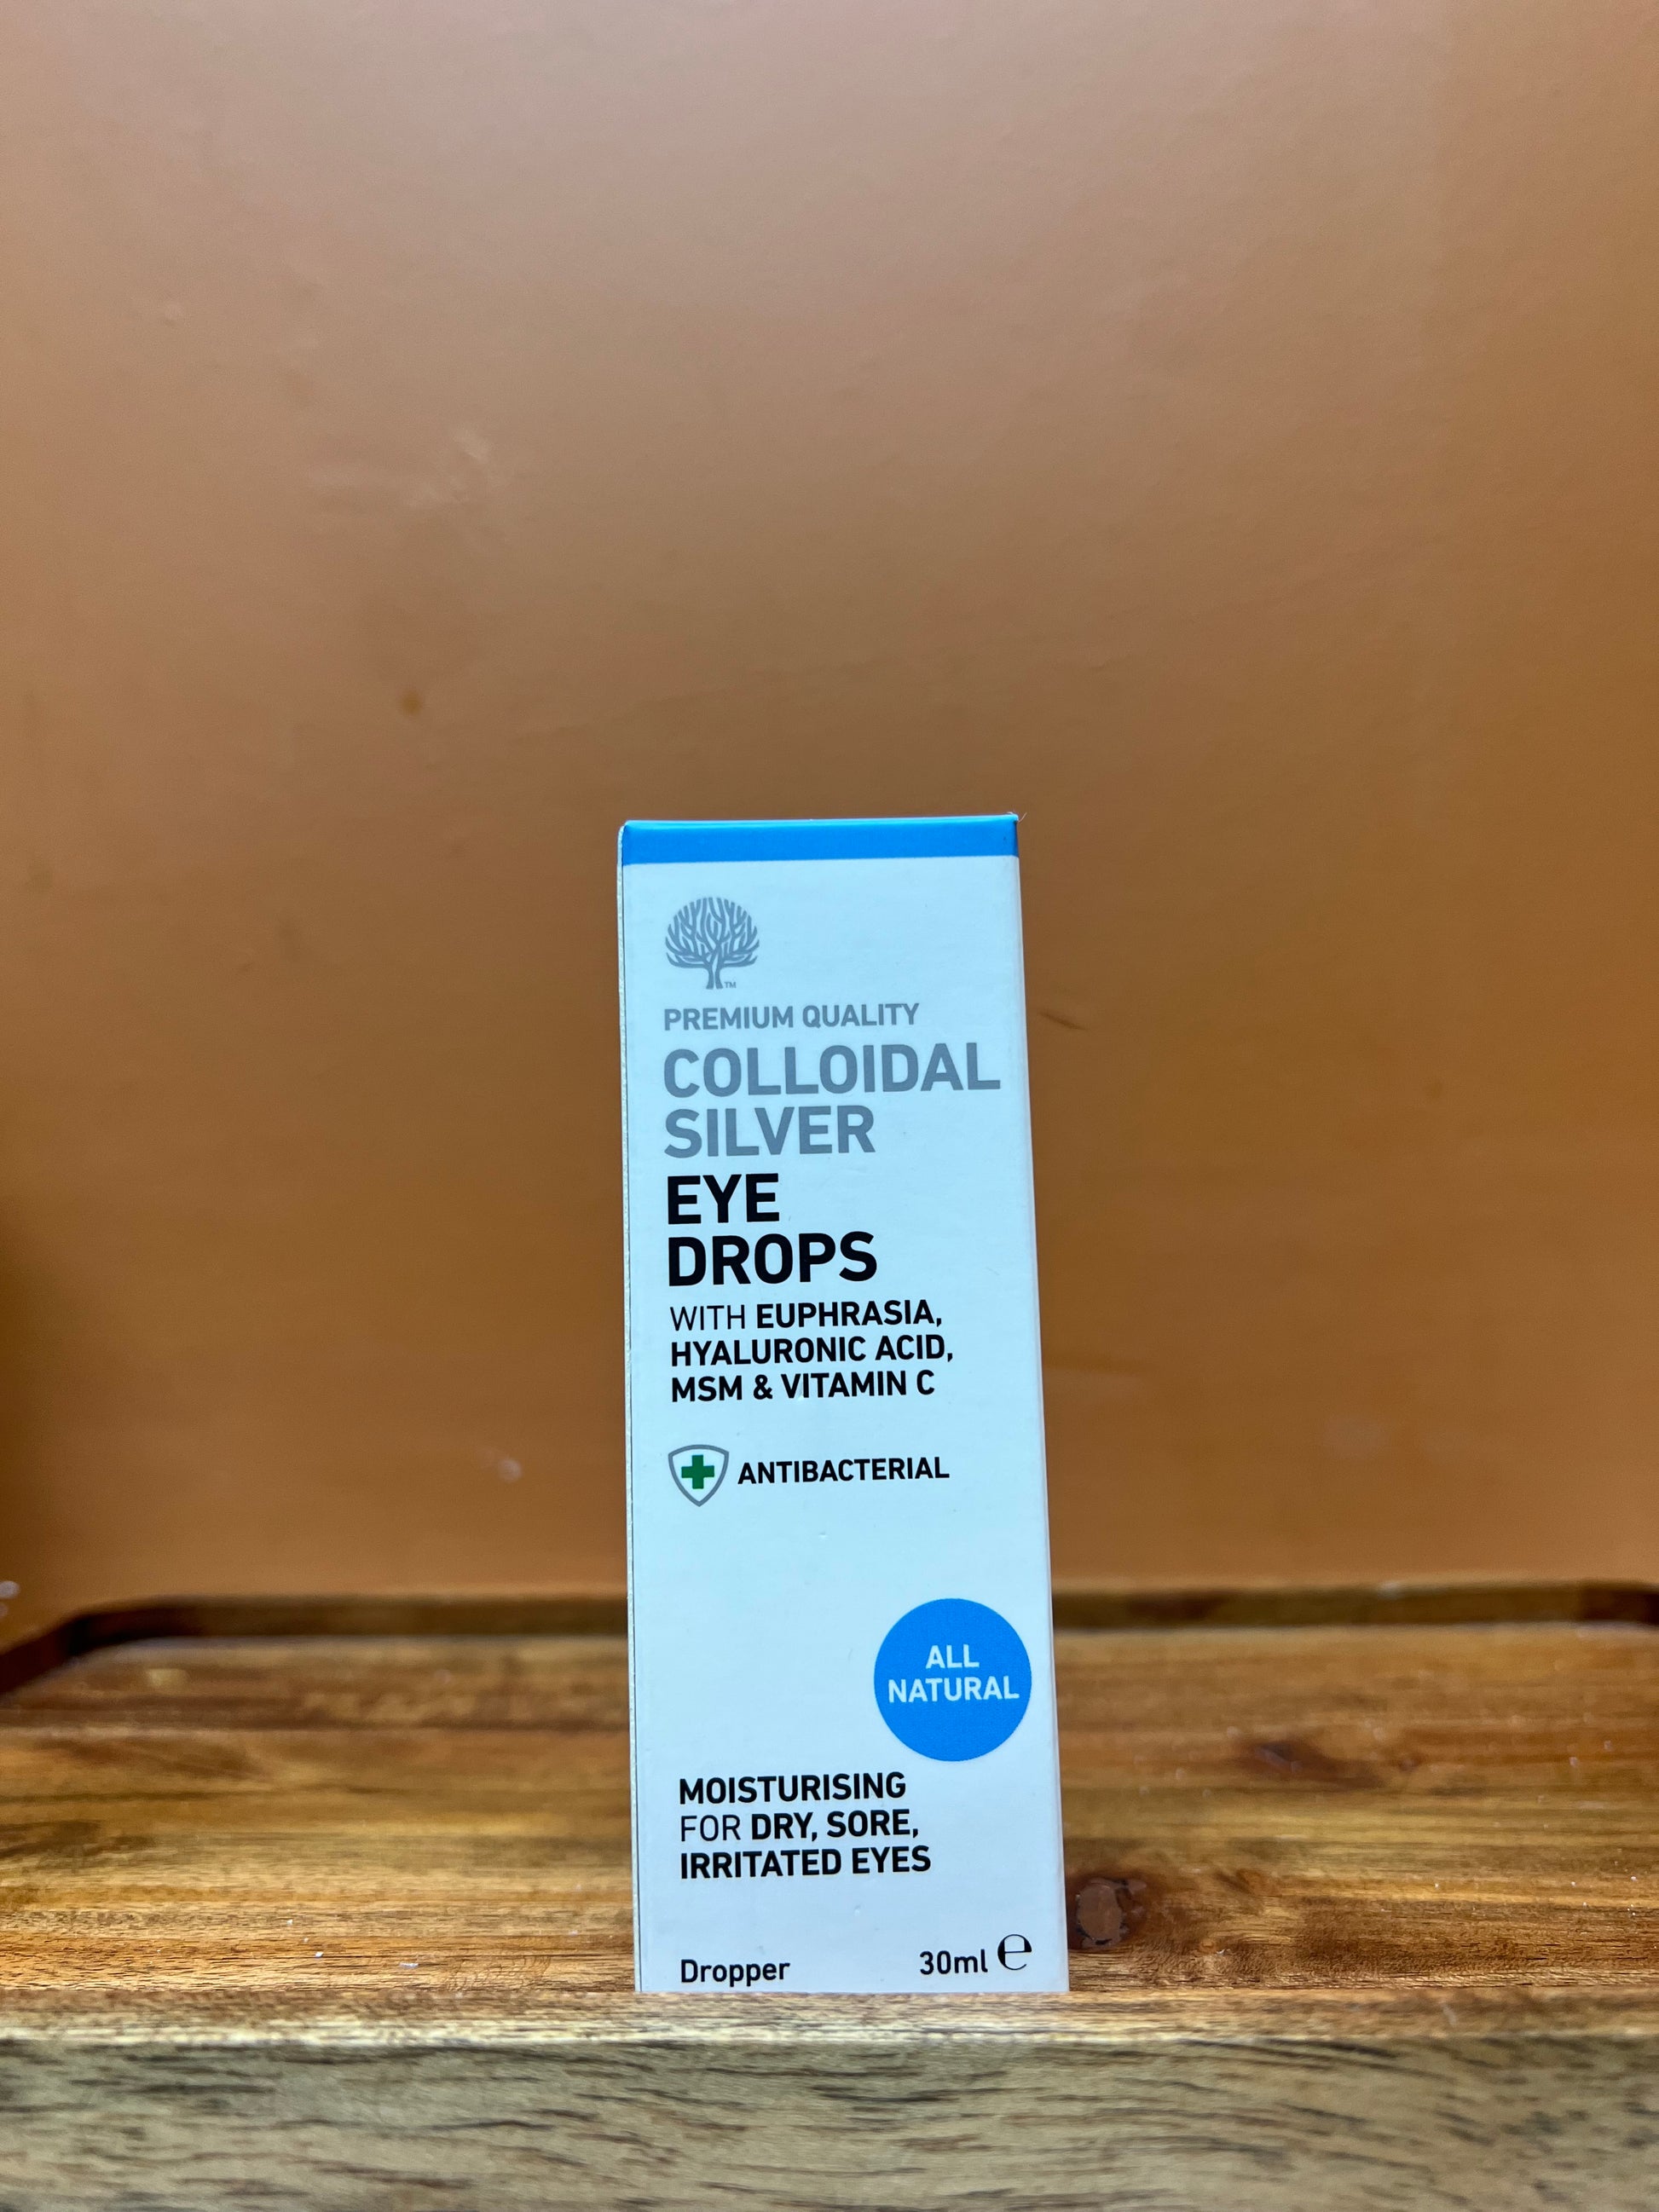 TM
PREMIUM QUALITY
COLLOIDAL
SILVER
EYE
DROPS
WITH EUPHRASIA,
HYALURONIC ACID,
MSM & VITAMIN C
ANTIBACTERIAL
ALL
NATURAL
MOISTURISING
FOR DRY, SORE,
IRRITATED EYES
Dropper 30ml ℮